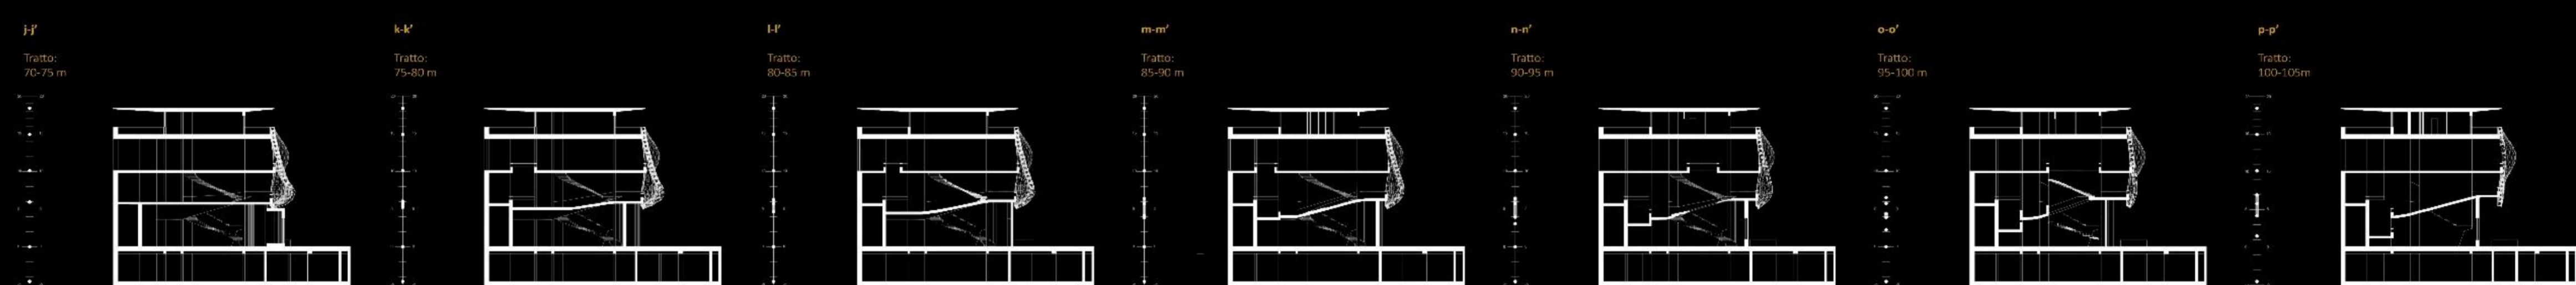 j-j'
Tratto:
70-75 m
k-k'
Tratto:
75-80 m
l-l'
Tratto:
80-85 m
m-m'
Tratto:
85-90 m
n-n'
Tratto:
90-95 m
o-o'
Tratto:
95-100 m
p-p'
Tratto:
100-105m